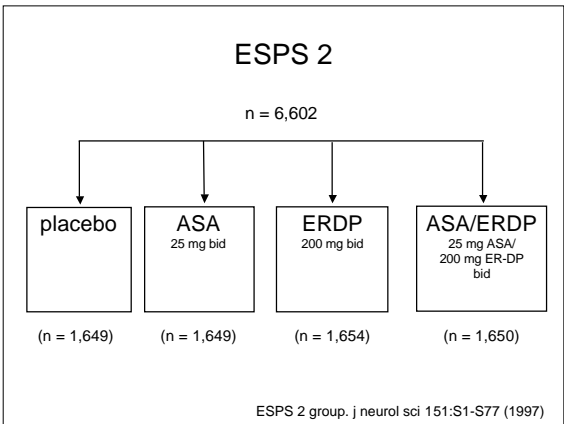 ESPS 2
n = 6,602
placebo
ASA
25 mg bid
ERDP
200 mg bid
ASA/ERDP
25 mg ASA/
200 mg ER-DP
bid
(n = 1,649)
(n = 1,649)
(n = 1,654)
(n = 1,650)
ESPS 2 group. j neurol sci 151:S1-S77 (1997)